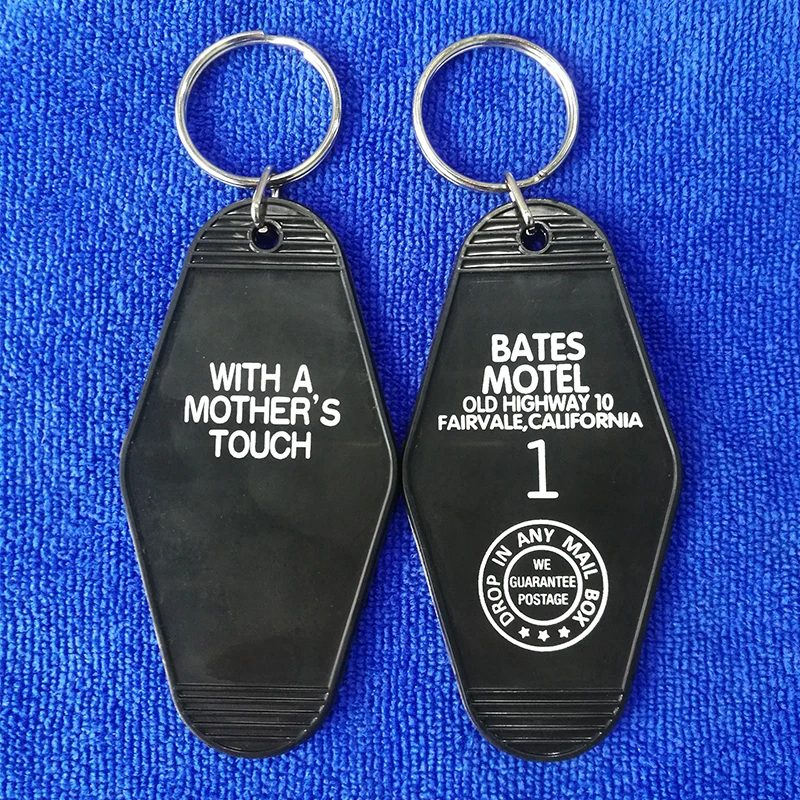 WITH A
MOTHER'S
TOUCH
BATES
MOTEL
OLD HIGHWAY 10
FAIRVALE,CALIFORNIA
1
DROP IN ANY MAIL BOX
WE
GUARANTEE
POSTAGE